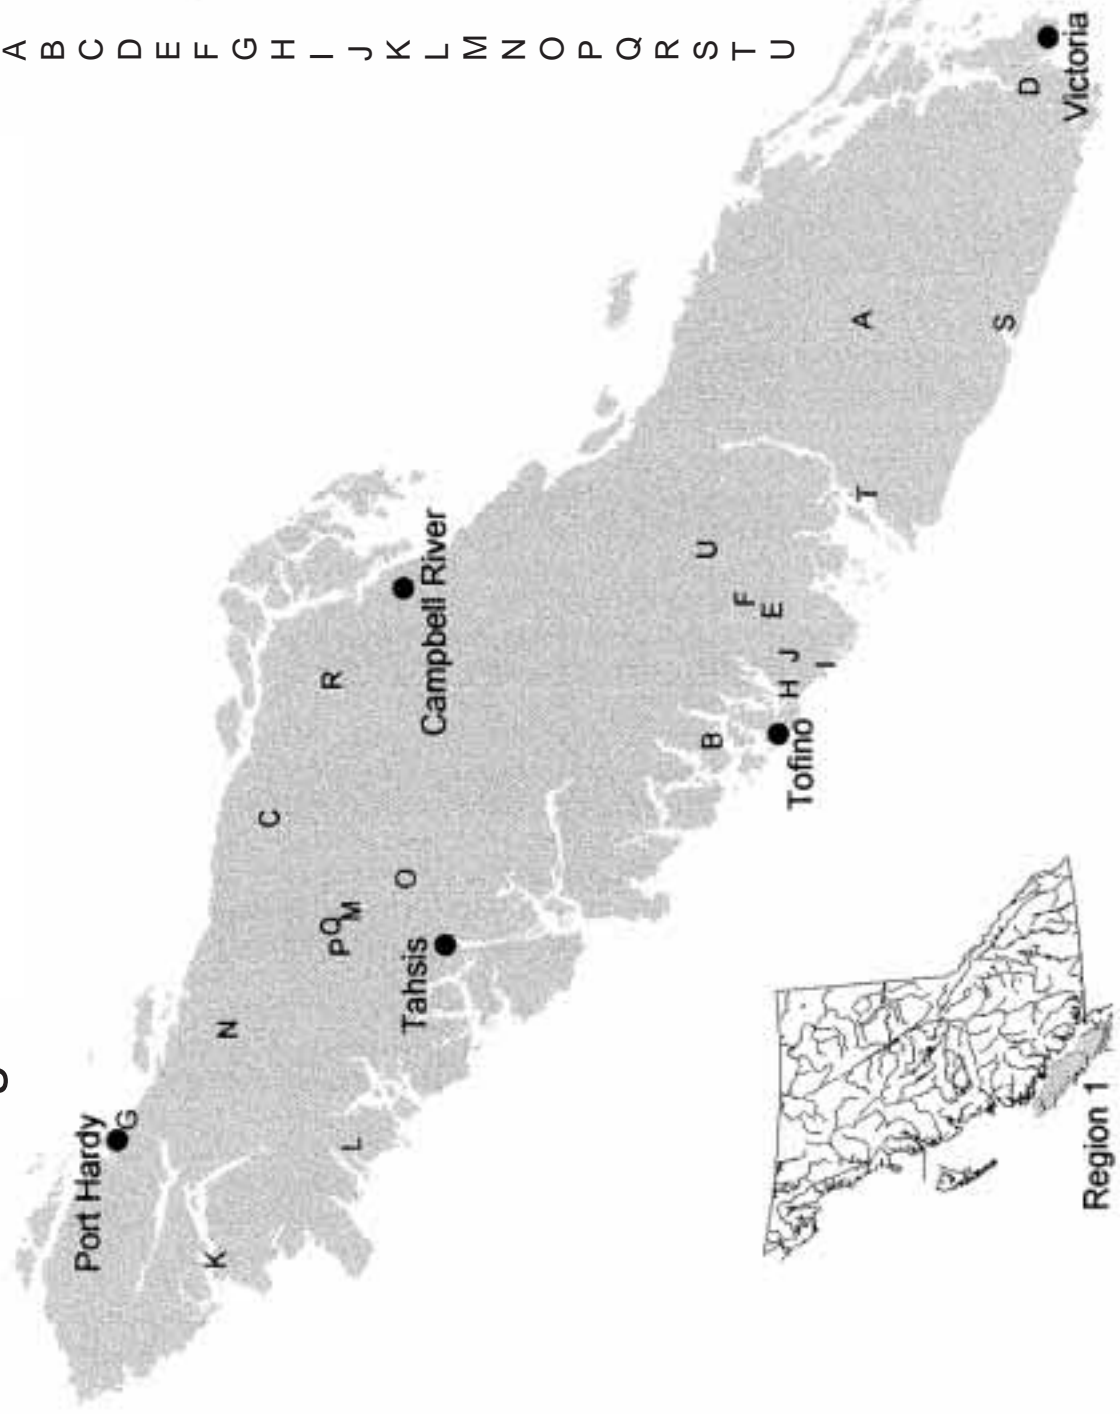 Port Hardy
G
K
N
C
P
Q
R
M
L
O
Tahsis
Campbell River
B
U
F
E
H
J
I
Tofino
A
T
S
D
Victoria
Region 1
A
B
C
D
E
F
G
H
I
J
K
L
M
N
O
P
Q
R
S
T
U